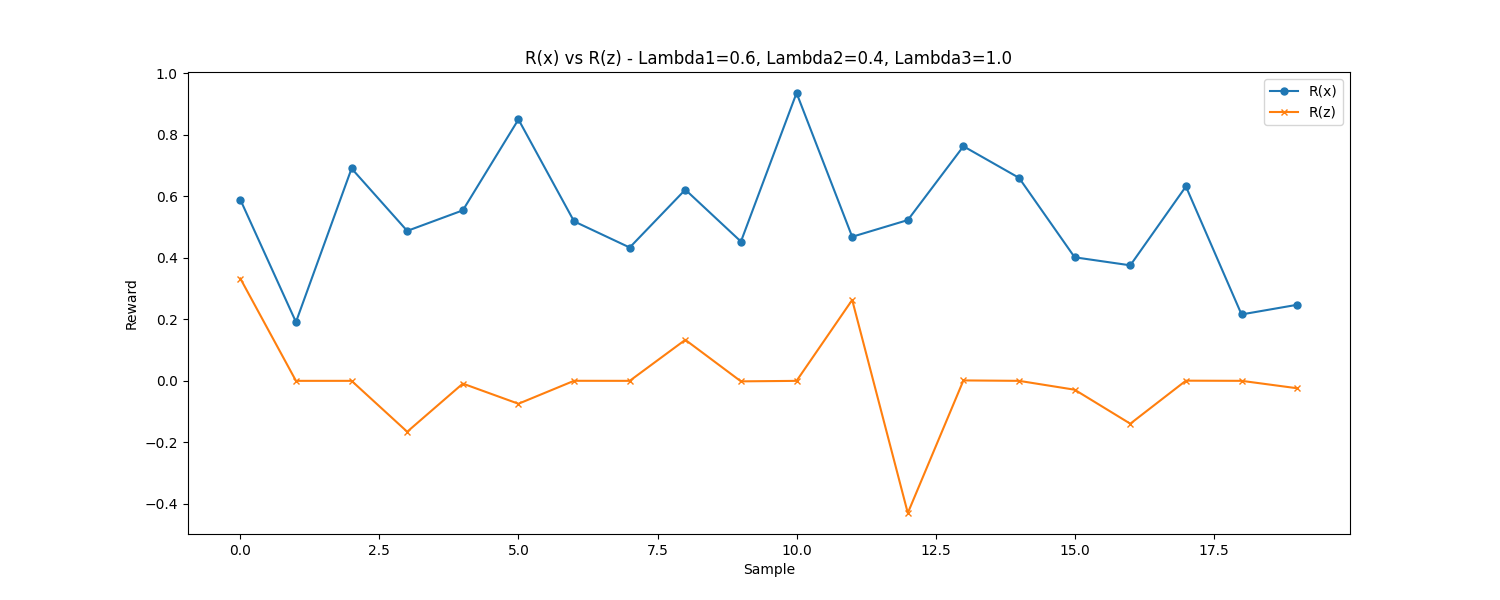 R(x) vs R(z) - Lambda1=0.6, Lambda2=0.4, Lambda3=1.0
R(x)
R(z)
Reward
1.0
0.8
0.6
0.4
0.2
0.0
−0.2
−0.4
0.0 2.5 5.0 7.5 10.0 12.5 15.0 17.5
Sample